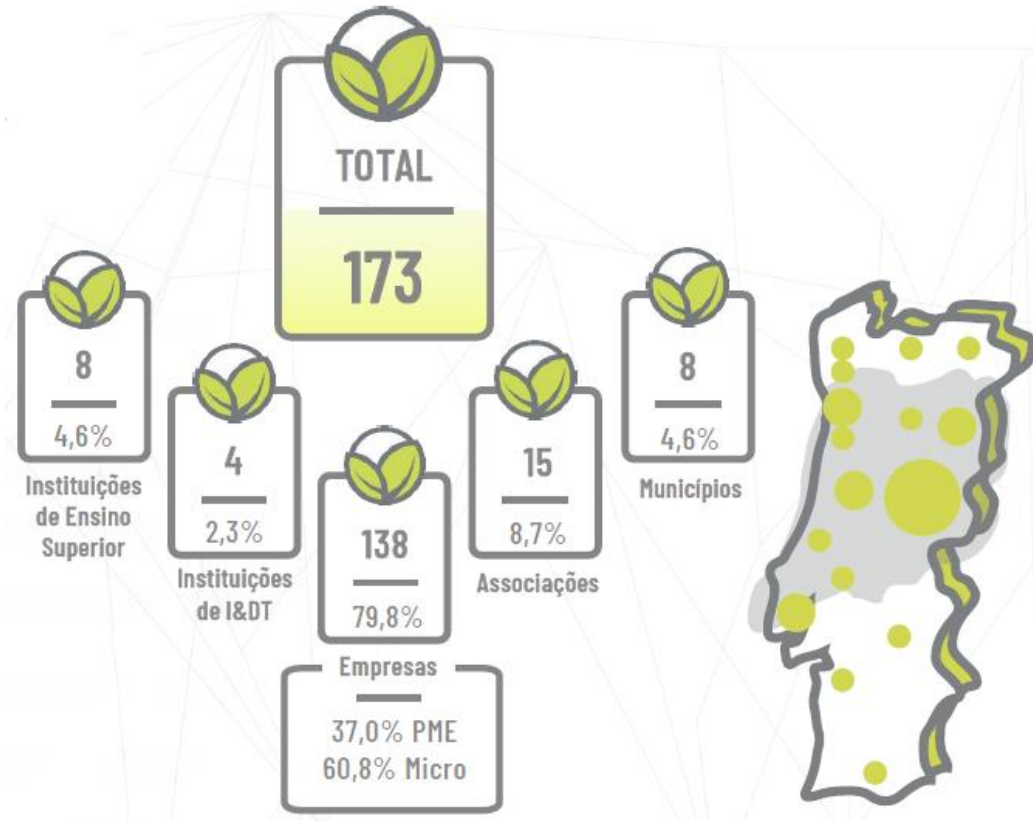 TOTAL
173
8
4,6%
Instituições
de Ensino
Superior
4
2,3%
Instituições
de I&DT
138
79,8%
Empresas
37,0% PME
60,8% Micro
15
8,7%
Associações
8
4,6%
Municípios